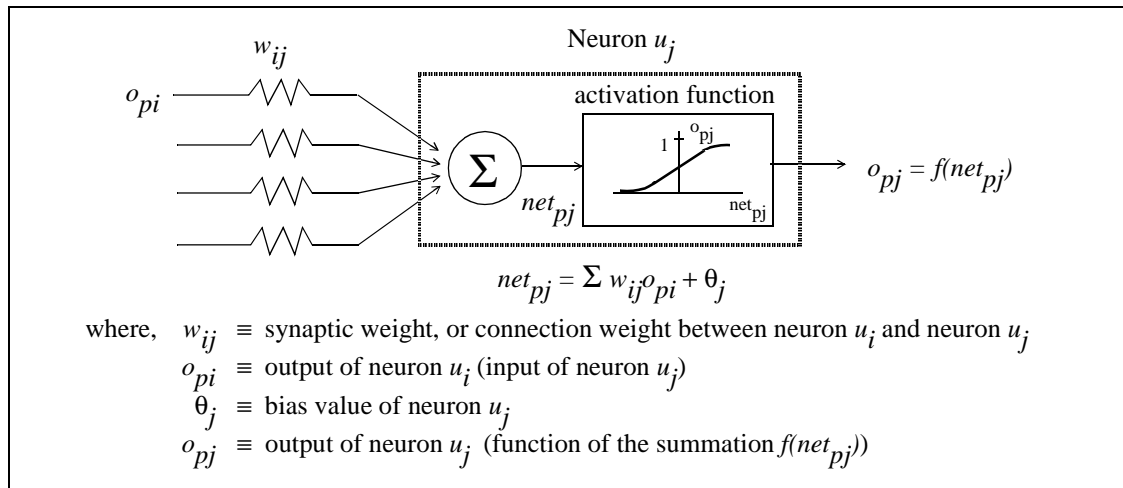 w_ij
Neuron u_j
o_pi
activation function
o_pj
1
Σ
net_pj
net_pj
o_pj = f(net_pj)
net_pj = Σ w_ij o_pi + θ_j
where, w_ij ≡ synaptic weight, or connection weight between neuron u_i and neuron u_j
o_pi ≡ output of neuron u_i (input of neuron u_j)
θ_j ≡ bias value of neuron u_j
o_pj ≡ output of neuron u_j (function of the summation f(net_pj))